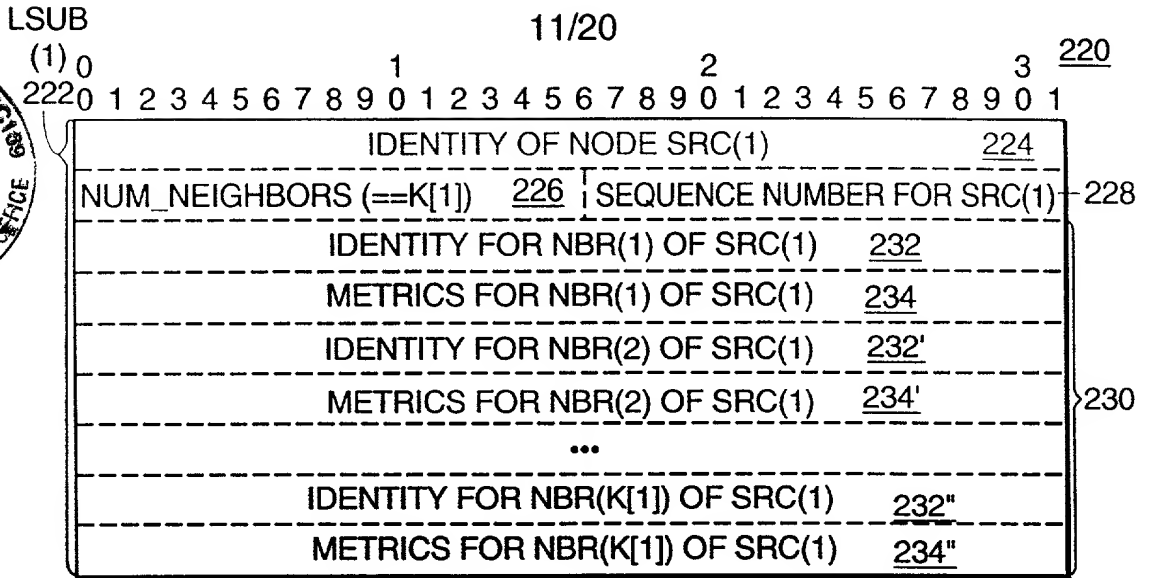 LSUB
11/20
(1) 0 1 2 3 220
222 0 1 2 3 4 5 6 7 8 9 0 1 2 3 4 5 6 7 8 9 0 1 2 3 4 5 6 7 8 9 0 1
IDENTITY OF NODE SRC(1) 224
NUM_NEIGHBORS (==K[1]) 226 SEQUENCE NUMBER FOR SRC(1) 228
IDENTITY FOR NBR(1) OF SRC(1) 232
METRICS FOR NBR(1) OF SRC(1) 234
IDENTITY FOR NBR(2) OF SRC(1) 232'
METRICS FOR NBR(2) OF SRC(1) 234'
230
...
IDENTITY FOR NBR(K[1]) OF SRC(1) 232"
METRICS FOR NBR(K[1]) OF SRC(1) 234"